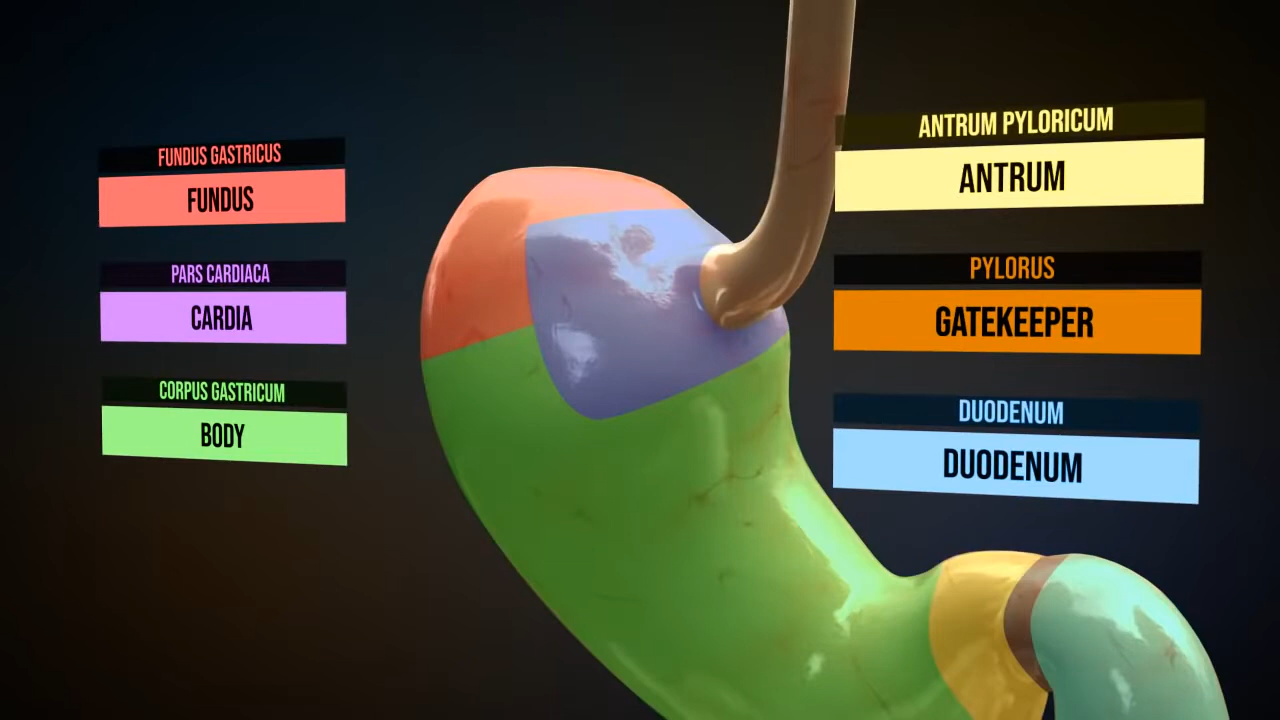 FUNDUS GASTRICUS
FUNDUS
PARS CARDIACA
CARDIA
CORPUS GASTRICUM
BODY
ANTRUM PYLORICUM
ANTRUM
PYLORUS
GATEKEEPER
DUODENUM
DUODENUM